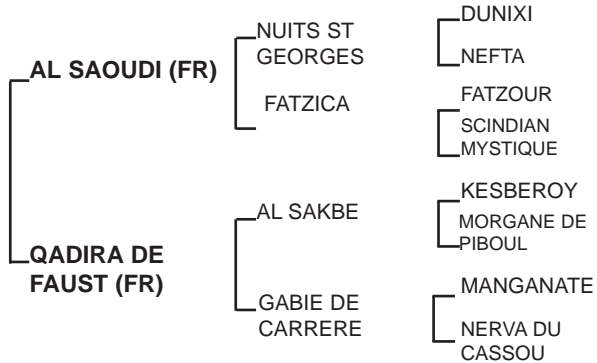 DUNIXI
NUITS ST
GEORGES
NEFTA
AL SAOUDI (FR)
FATZOUR
FATZICA
SCINDIAN
MYSTIQUE
KESBEROY
AL SAKBE
MORGANE DE
PIBOUL
QADIRA DE
FAUST (FR)
MANGANATE
GABIE DE
CARRERE
NERVA DU
CASSOU